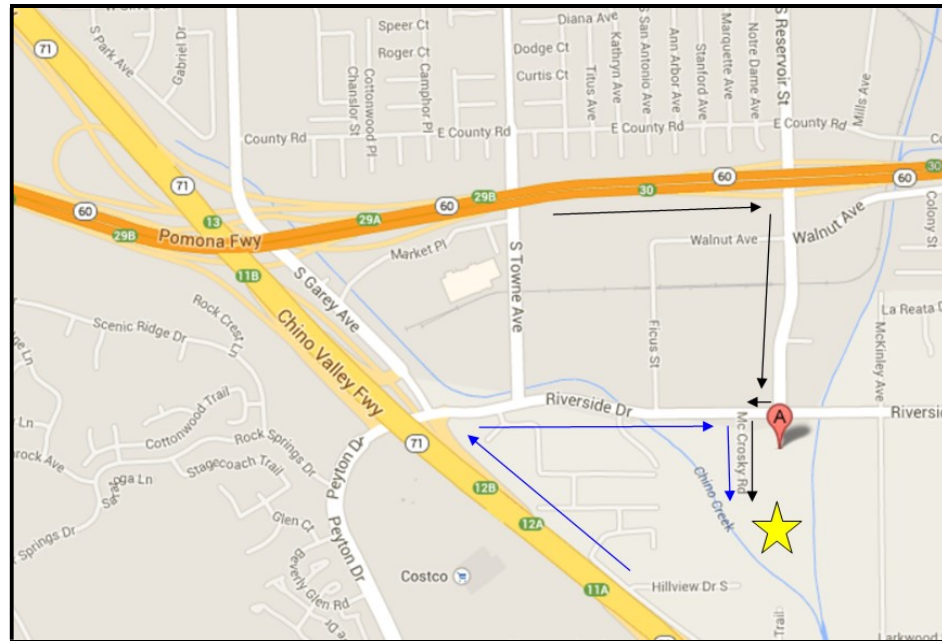 S Park Ave
Gabriel Dr
71
Speer Ct
Roger Ct
Chanslor St
Cottonwood Pl
Camphor Pl
Diana Ave
Dodge Ct
Curtis Ct
Titus Ave
Kathryn Ave
S San Antonio Ave
Ann Arbor Ave
Stanford Ave
Marquette Ave
Notre Dame Ave
S Reservoir St
Mills Ave
County Rd
E County Rd
E County Rd
E County Rd
71
13
60
29B
Pomona Fwy
11B
29A
60
29B
30
60
60
30
Colony St
Walnut Ave
Walnut Ave
Market Pl
S Garey Ave
S Towne Ave
Chino Valley Fwy
Rock Crest Ln
Scenic Ridge Dr
Ficus St
La Reata
McKinley Ave
Cottonwood Trail
Rock Springs Dr
Stagecoach Trail
Glen Ct
Beverly Glen Rd
Springs Dr
Peyton Dr
Peyton Dr
71
12B
12A
11A
Riverside Dr
Mc Crosky Rd
A
Chino Creek
Costco
Hillview Dr S
Trail
Larkwood